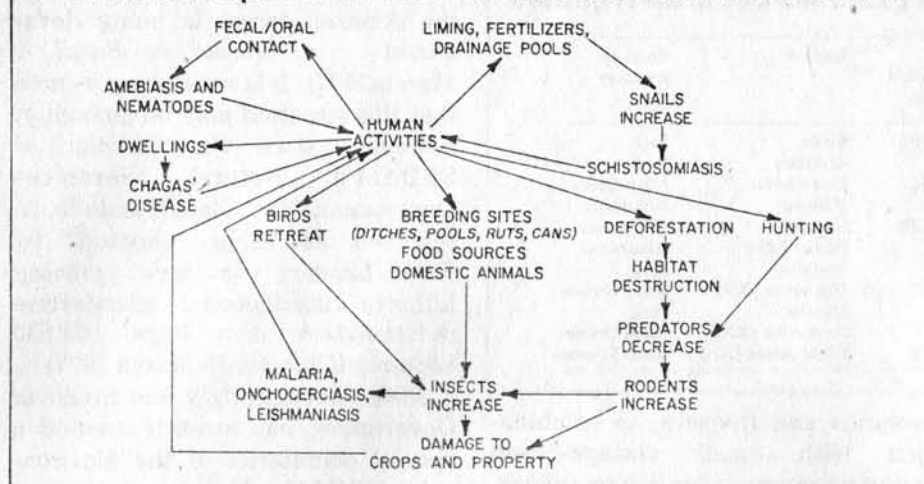 FECAL/ORAL
CONTACT
LIMING, FERTILIZERS,
DRAINAGE POOLS
AMEBIASIS AND
NEMATODES
SNAILS
INCREASE
HUMAN
ACTIVITIES
DWELLINGS
SCHISTOSOMIASIS
CHAGAS'
DISEASE
BIRDS
RETREAT
BREEDING SITES
(DITCHES, POOLS, RUTS, CANS)
FOOD SOURCES
DOMESTIC ANIMALS
DEFORESTATION
HUNTING
HABITAT
DESTRUCTION
PREDATORS
DECREASE
MALARIA,
ONCHOCERCIASIS,
LEISHMANIASIS
INSECTS
INCREASE
RODENTS
INCREASE
DAMAGE TO
CROPS AND PROPERTY